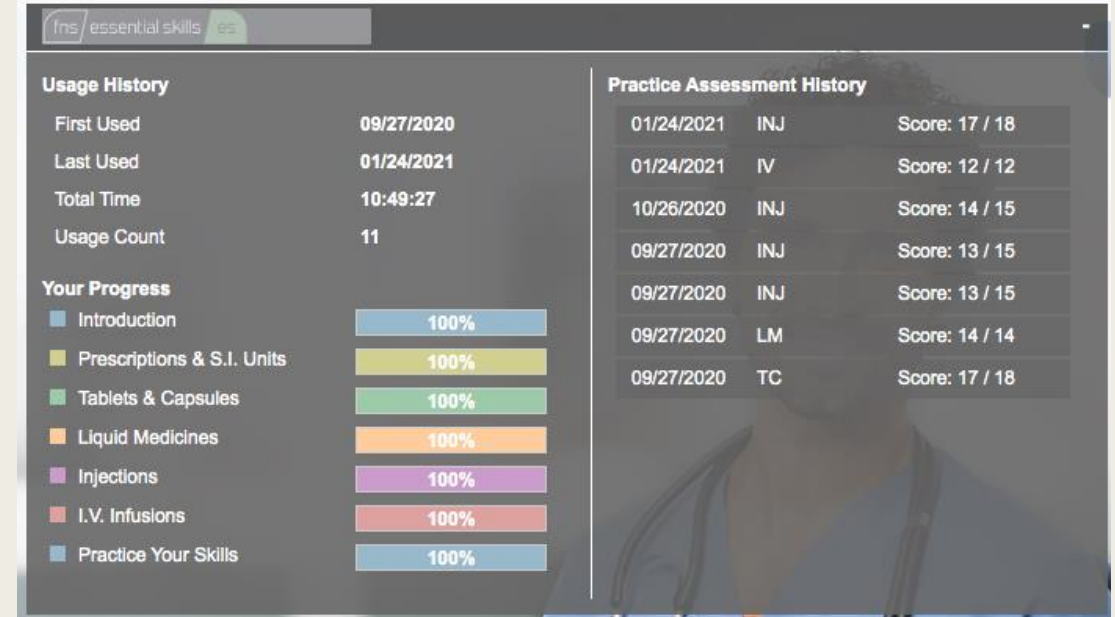 fns/essential skills/es
-
Usage History
First Used 09/27/2020
Last Used 01/24/2021
Total Time 10:49:27
Usage Count 11
Your Progress
Introduction 100%
Prescriptions & S.I. Units 100%
Tablets & Capsules 100%
Liquid Medicines 100%
Injections 100%
I.V. Infusions 100%
Practice Your Skills 100%
Practice Assessment History
01/24/2021 INJ Score: 17 / 18
01/24/2021 IV Score: 12 / 12
10/26/2020 INJ Score: 14 / 15
09/27/2020 INJ Score: 13 / 15
09/27/2020 INJ Score: 13 / 15
09/27/2020 LM Score: 14 / 14
09/27/2020 TC Score: 17 / 18